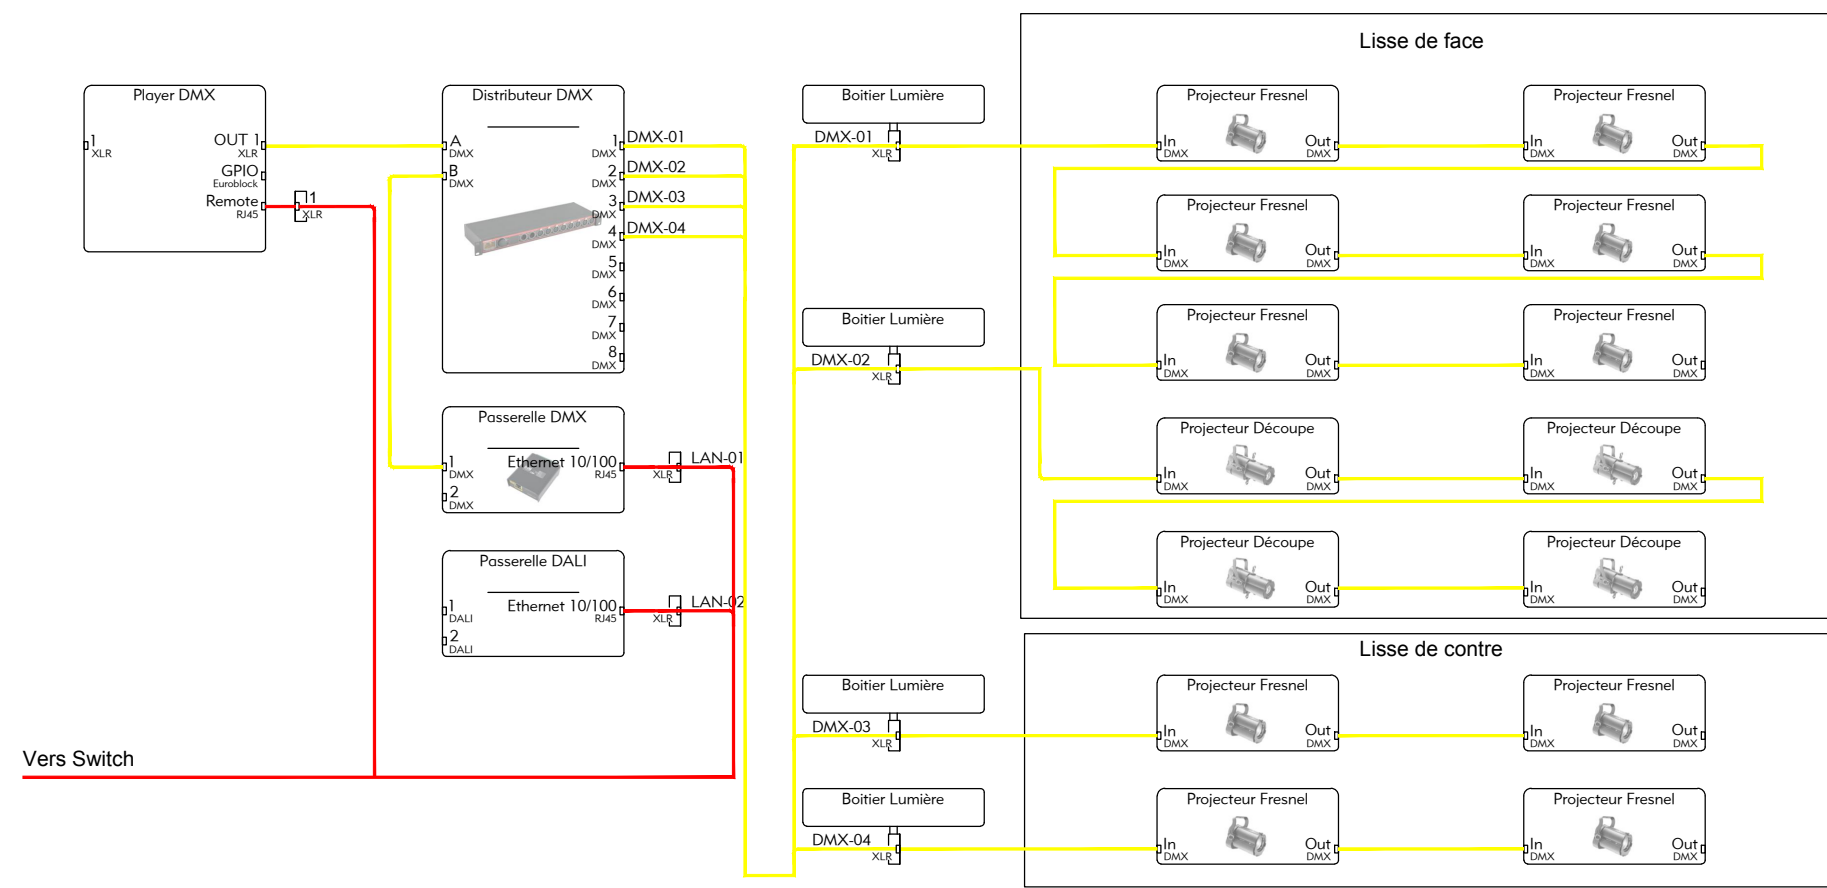 Lisse de face
Player DMX
1
XLR
OUT 1
XLR
GPIO
Euroblock
Remote
RJ45
1
XLR
Distributeur DMX
A
DMX
B
DMX
1
DMX
DMX-01
2
DMX
DMX-02
3
DMX
DMX-03
4
DMX
DMX-04
5
DMX
6
DMX
7
DMX
8
DMX
Passerelle DMX
1
DMX
2
DMX
Ethernet 10/100
RJ45
XLR
LAN-01
Passerelle DALI
1
DALI
2
DALI
Ethernet 10/100
RJ45
XLR
LAN-02
Vers Switch
Boitier Lumière
DMX-01
XLR
Boitier Lumière
DMX-02
XLR
Boitier Lumière
DMX-03
XLR
Boitier Lumière
DMX-04
XLR
Projecteur Fresnel
In
DMX
Out
DMX
Projecteur Fresnel
In
DMX
Out
DMX
Projecteur Fresnel
In
DMX
Out
DMX
Projecteur Fresnel
In
DMX
Out
DMX
Projecteur Fresnel
In
DMX
Out
DMX
Projecteur Fresnel
In
DMX
Out
DMX
Projecteur Découpe
In
DMX
Out
DMX
Projecteur Découpe
In
DMX
Out
DMX
Projecteur Découpe
In
DMX
Out
DMX
Projecteur Découpe
In
DMX
Out
DMX
Lisse de contre
Projecteur Fresnel
In
DMX
Out
DMX
Projecteur Fresnel
In
DMX
Out
DMX
Projecteur Fresnel
In
DMX
Out
DMX
Projecteur Fresnel
In
DMX
Out
DMX